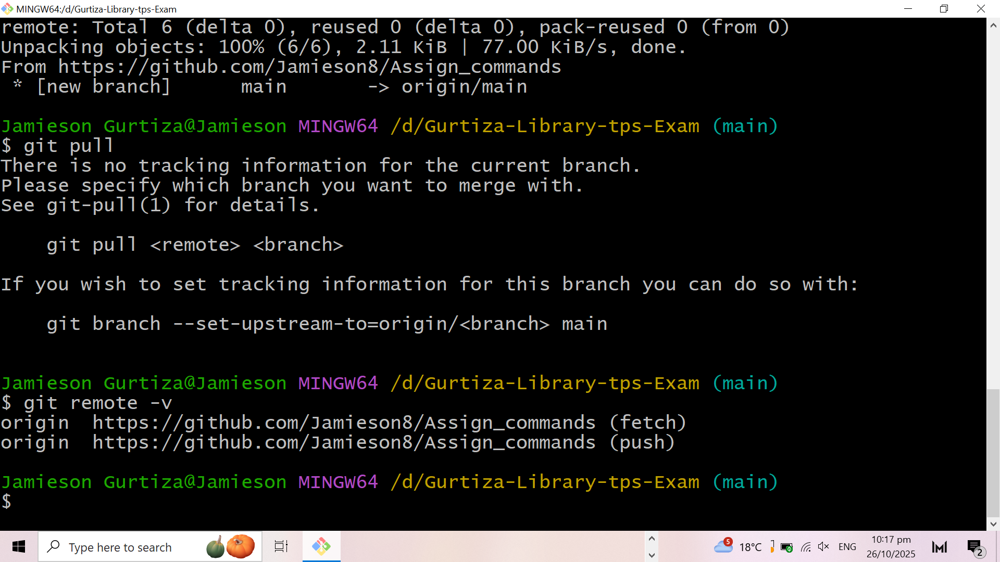 MINGW64:/d/Gurtiza-Library-tps-Exam
remote: Total 6 (delta 0), reused 0 (delta 0), pack-reused 0 (from 0)
Unpacking objects: 100% (6/6), 2.11 KiB | 77.00 KiB/s, done.
From https://github.com/Jamieson8/Assign_commands
 * [new branch]      main       -> origin/main
Jamieson Gurtiza@Jamieson MINGW64 /d/Gurtiza-Library-tps-Exam (main)
$ git pull
There is no tracking information for the current branch.
Please specify which branch you want to merge with.
See git-pull(1) for details.
    git pull <remote> <branch>
If you wish to set tracking information for this branch you can do so with:
    git branch --set-upstream-to=origin/<branch> main
Jamieson Gurtiza@Jamieson MINGW64 /d/Gurtiza-Library-tps-Exam (main)
$ git remote -v
origin  https://github.com/Jamieson8/Assign_commands (fetch)
origin  https://github.com/Jamieson8/Assign_commands (push)
Jamieson Gurtiza@Jamieson MINGW64 /d/Gurtiza-Library-tps-Exam (main)
$
Type here to search
5
18°C
ENG
10:17 pm
26/10/2025
2